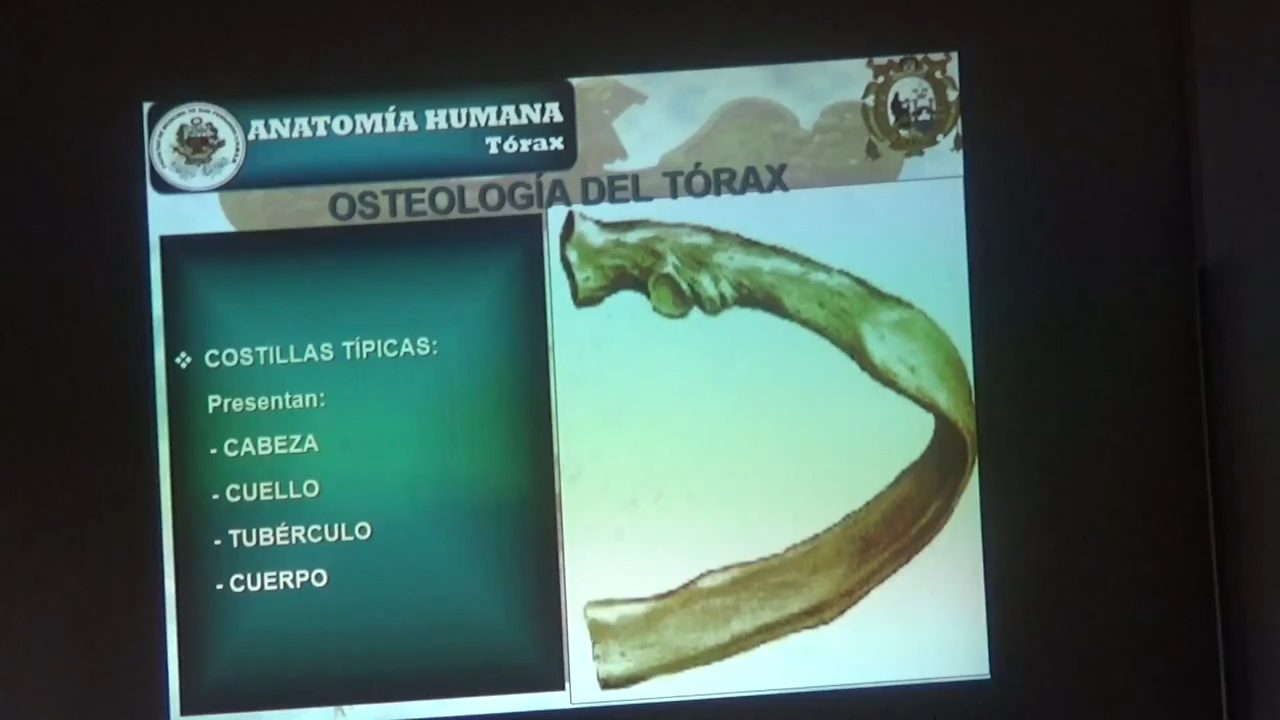 ANATOMÍA HUMANA
Tórax
OSTEOLOGÍA DEL TÓRAX
❖ COSTILLAS TÍPICAS:
Presentan:
- CABEZA
- CUELLO
- TUBÉRCULO
- CUERPO